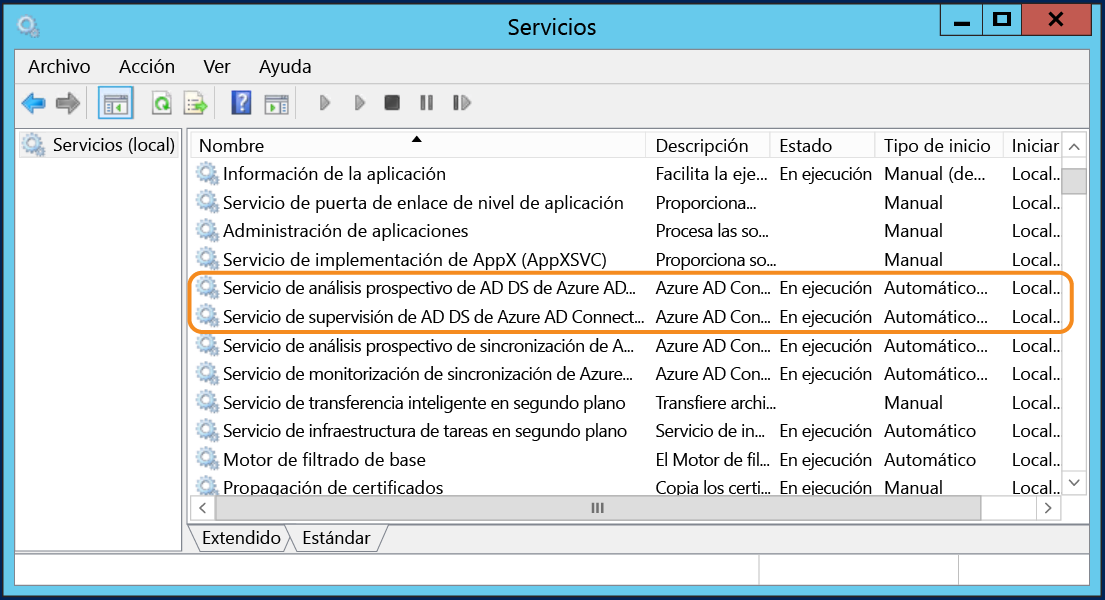 Servicios
Archivo Acción Ver Ayuda
Servicios (local)
Nombre Descripción Estado Tipo de inicio Iniciar
Información de la aplicación Facilita la eje... En ejecución Manual (de... Local..
Servicio de puerta de enlace de nivel de aplicación Proporciona... Manual Local..
Administración de aplicaciones Procesa las so... Manual Local..
Servicio de implementación de AppX (AppXSVC) Proporciona so... Manual Local..
Servicio de análisis prospectivo de AD DS de Azure AD... Azure AD Con... En ejecución Automático... Local..
Servicio de supervisión de AD DS de Azure AD Connect... Azure AD Con... En ejecución Automático... Local..
Servicio de análisis prospectivo de sincronización de A... Azure AD Con... En ejecución Automático... Local..
Servicio de monitorización de sincronización de Azure... Azure AD Con... En ejecución Automático... Local..
Servicio de transferencia inteligente en segundo plano Transfiere archi... Manual Local..
Servicio de infraestructura de tareas en segundo plano Servicio de in... En ejecución Automático Local..
Motor de filtrado de base El Motor de fil... En ejecución Automático Local..
Propagación de certificados Copia los certi... En ejecución Manual Local..
Extendido Estándar